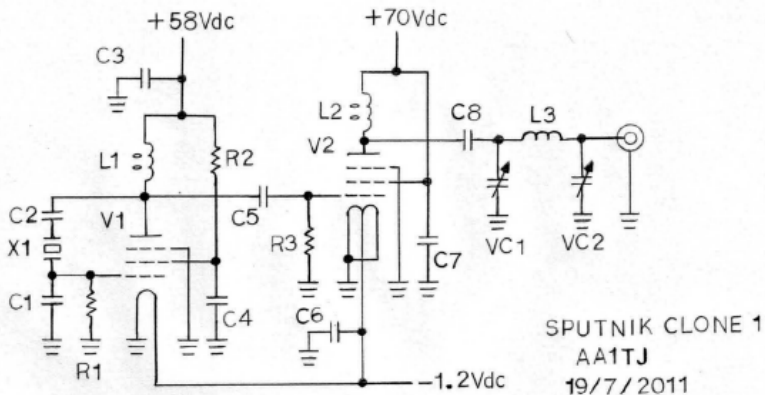 +58Vdc
+70Vdc
C3
L1
R2
L2
V2
C8
L3
C2
V1
C5
X1
R3
C7
VC1
VC2
C1
C4
C6
R1
SPUTNIK CLONE 1
AA1TJ
19/7/2011
-1.2Vdc